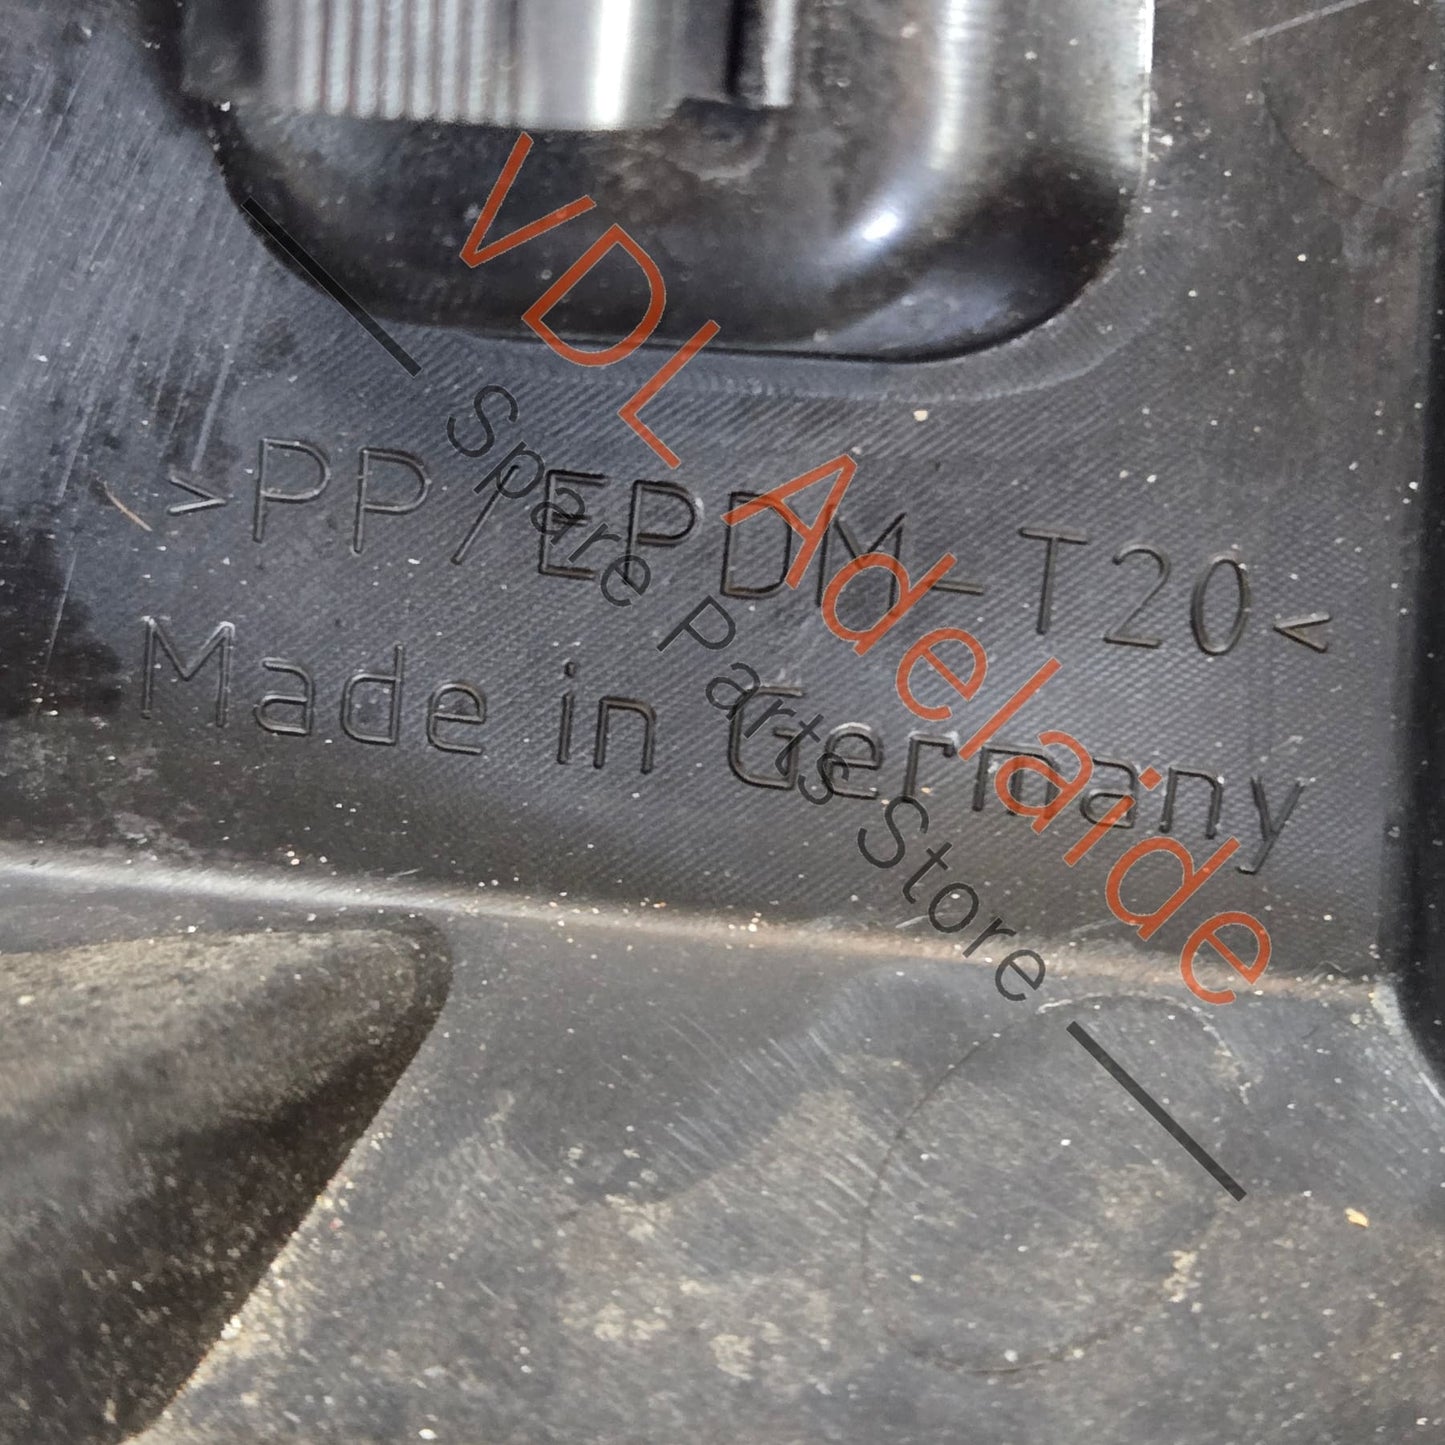 >PP/EPDM-T20<
Made in Germany
VDL Adelaide
Spare Parts Store